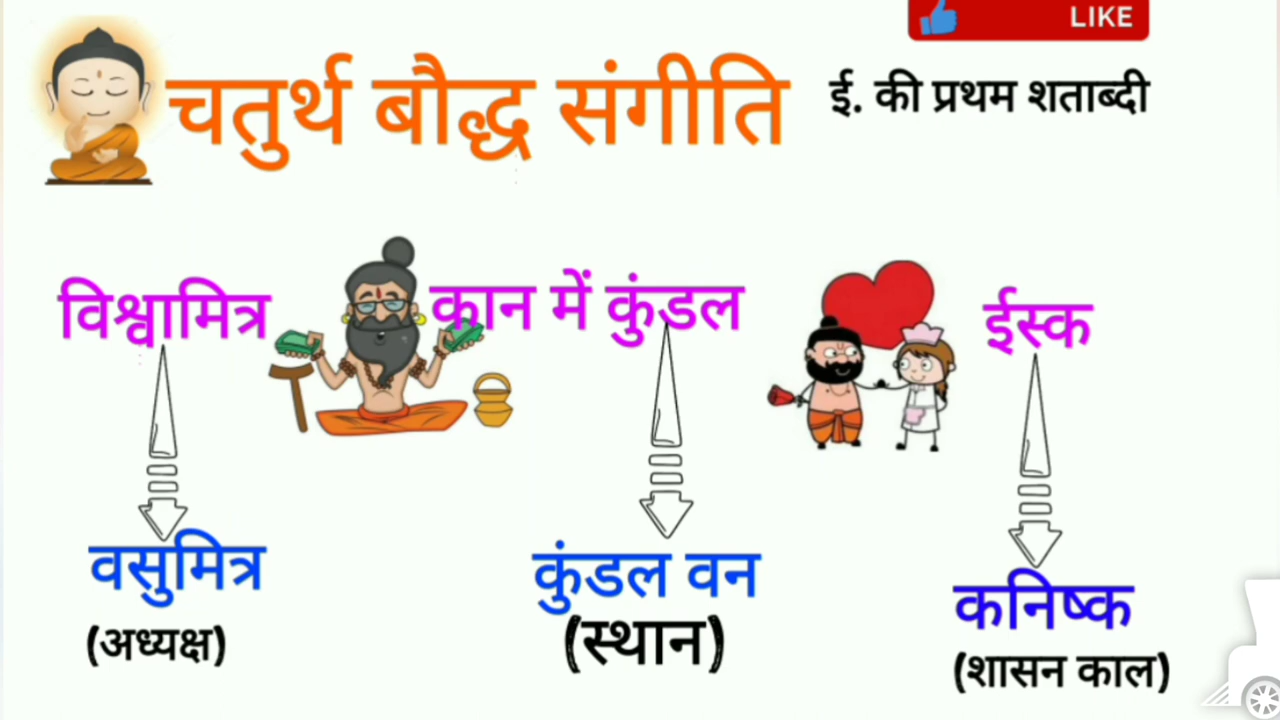 LIKE
चतुर्थ बौद्ध संगीति
ई. की प्रथम शताब्दी
विश्वामित्र
कान में कुंडल
ईस्क
वसुमित्र
(अध्यक्ष)
कुंडल वन
(स्थान)
कनिष्क
(शासन काल)